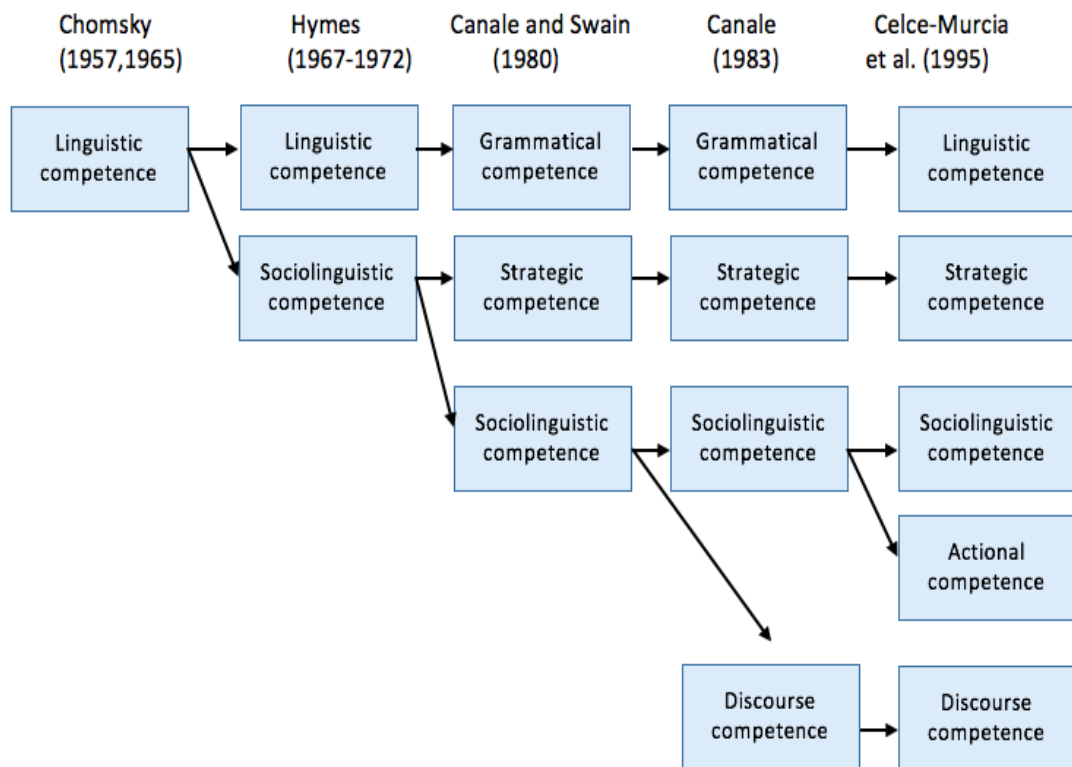 Chomsky
(1957,1965)
Hymes
(1967-1972)
Canale and Swain
(1980)
Canale
(1983)
Celce-Murcia
et al. (1995)
Linguistic
competence
Linguistic
competence
Grammatical
competence
Grammatical
competence
Linguistic
competence
Sociolinguistic
competence
Strategic
competence
Strategic
competence
Strategic
competence
Sociolinguistic
competence
Sociolinguistic
competence
Sociolinguistic
competence
Actional
competence
Discourse
competence
Discourse
competence